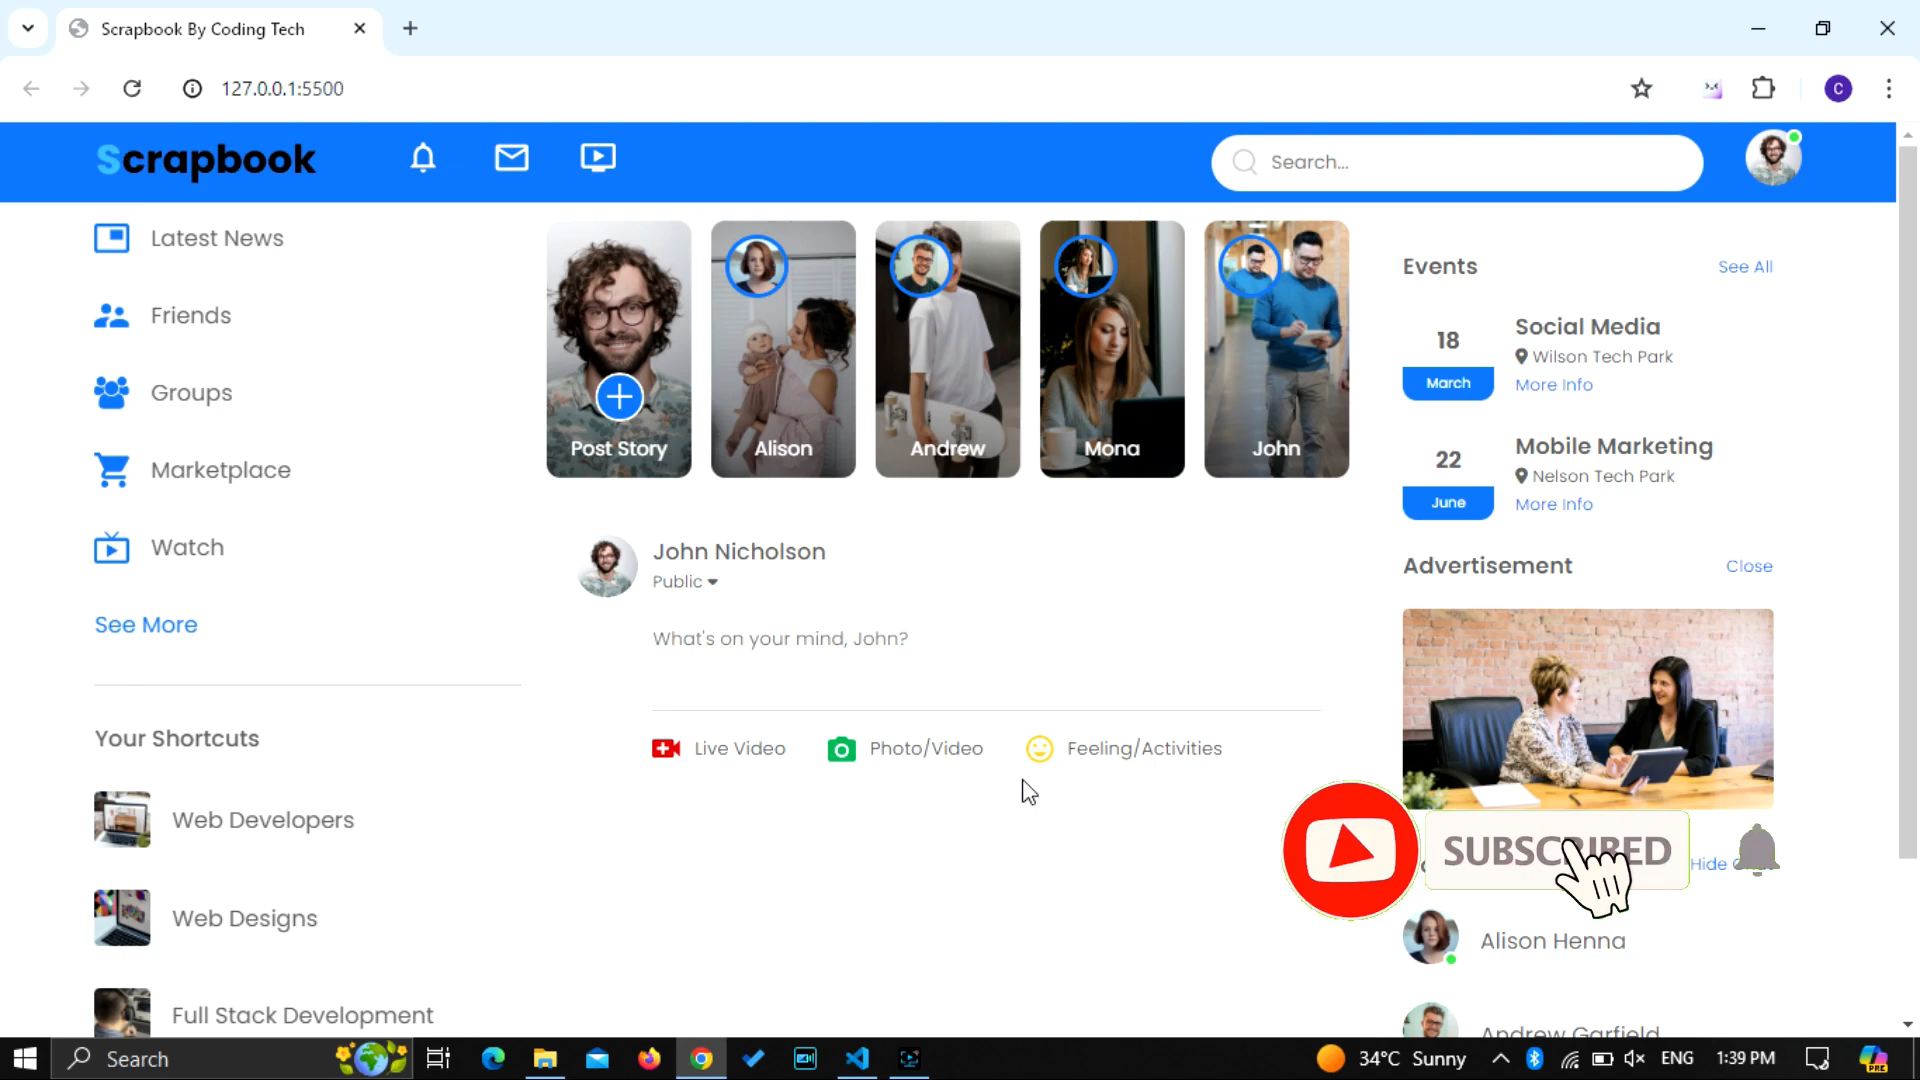 Scrapbook By Coding Tech
127.0.0.1:5500
C
Scrapbook
Search...
Latest News
Friends
Groups
Marketplace
Watch
See More
Your Shortcuts
Web Developers
Web Designs
Full Stack Development
Post Story
Alison
Andrew
Mona
John
John Nicholson
Public
What's on your mind, John?
Live Video
Photo/Video
Feeling/Activities
Events
See All
18
March
Social Media
Wilson Tech Park
More Info
22
June
Mobile Marketing
Nelson Tech Park
More Info
Advertisement
Close
SUBSCRIBED
Hide
Alison Henna
Andrew Garfield
Search
34°C Sunny
ENG
1:39 PM
PRE